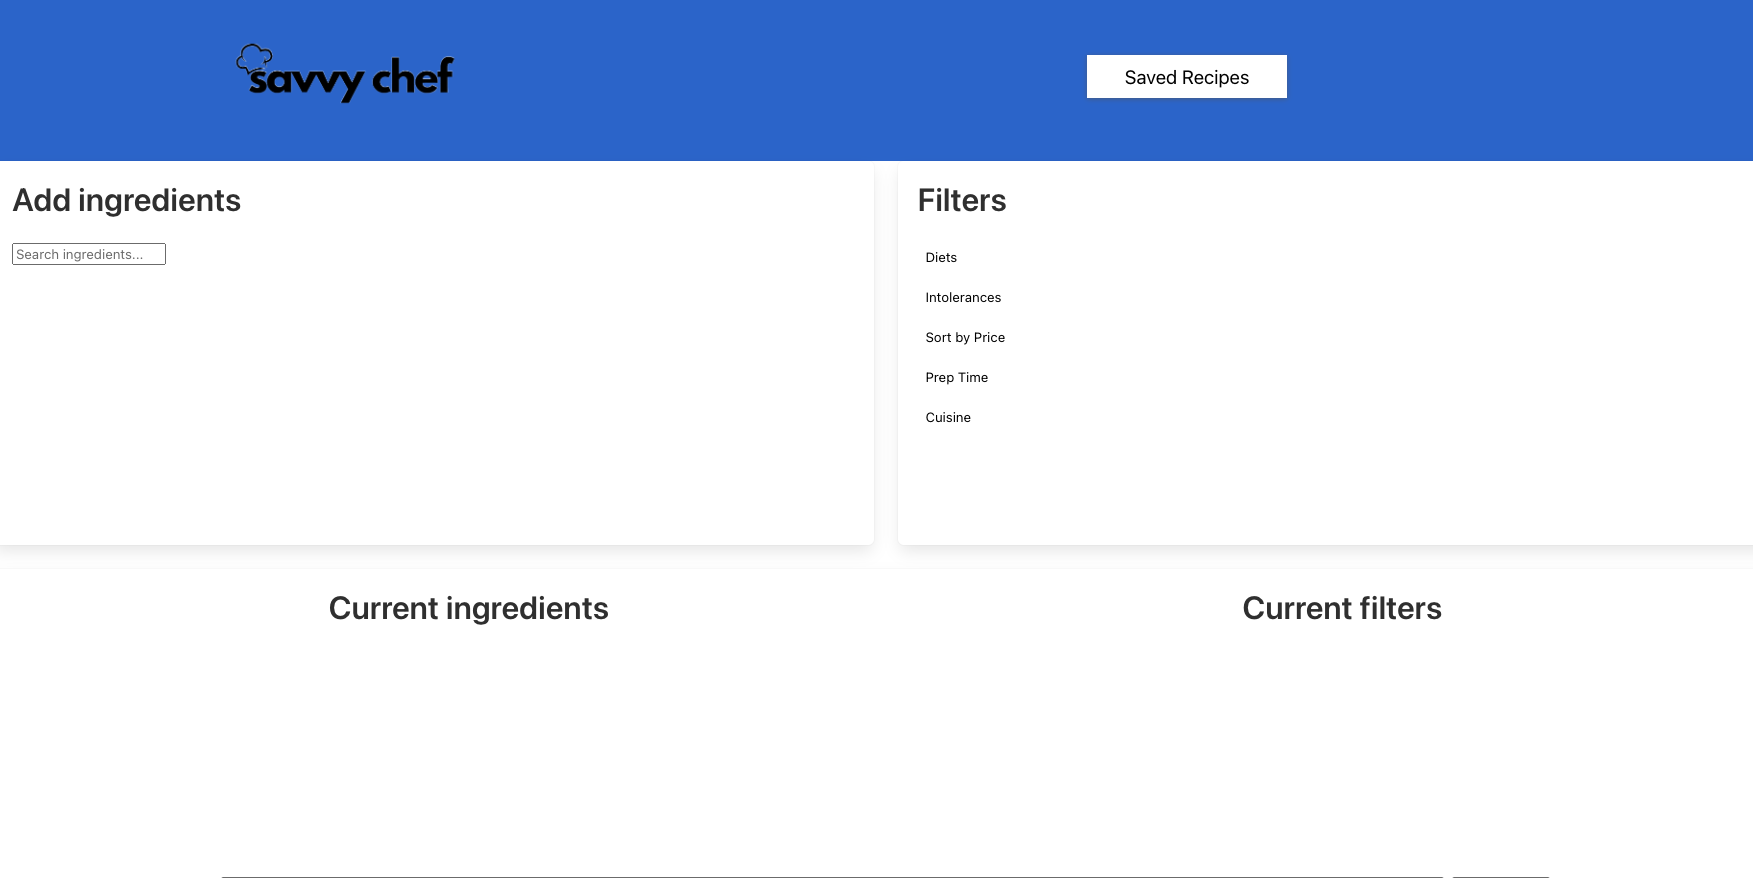 savvy chef
Saved Recipes
Add ingredients
Search ingredients...
Filters
Diets
Intolerances
Sort by Price
Prep Time
Cuisine
Current ingredients
Current filters